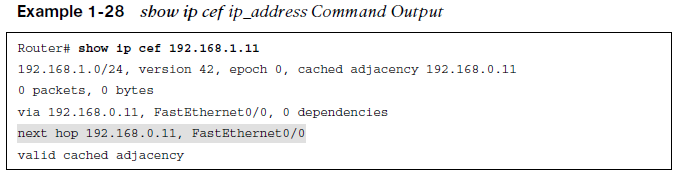 Example 1-28 show ip cef ip_address Command Output
Router# show ip cef 192.168.1.11
192.168.1.0/24, version 42, epoch 0, cached adjacency 192.168.0.11
0 packets, 0 bytes
via 192.168.0.11, FastEthernet0/0, 0 dependencies
next hop 192.168.0.11, FastEthernet0/0
valid cached adjacency